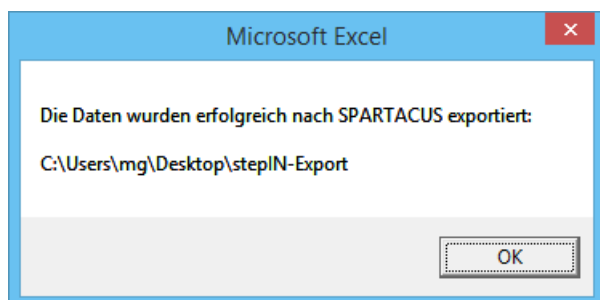 Microsoft Excel
Die Daten wurden erfolgreich nach SPARTACUS exportiert:
C:\Users\mg\Desktop\stepIN-Export
OK